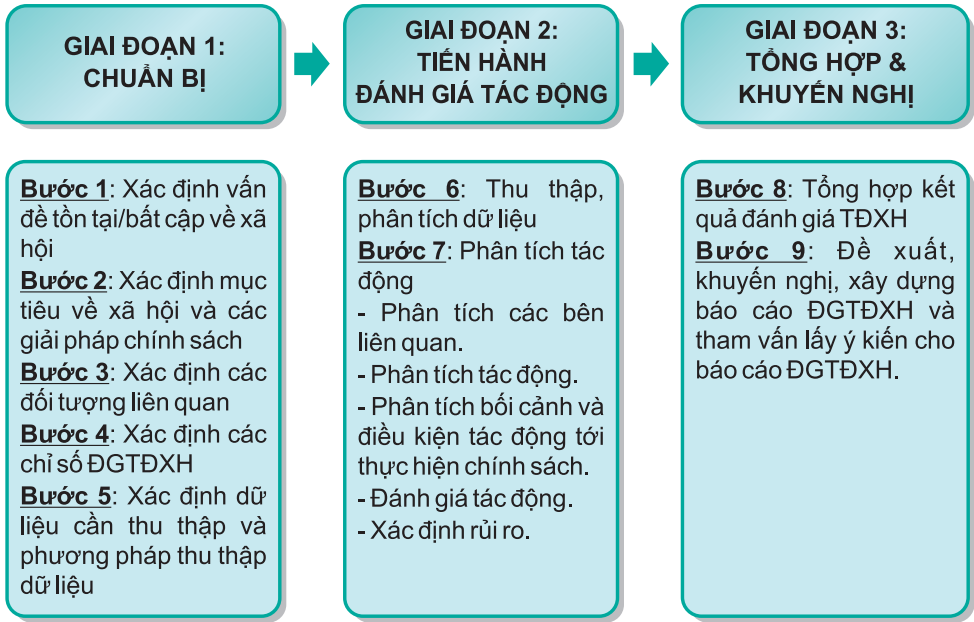 GIAI ĐOẠN 1:
CHUẨN BỊ
GIAI ĐOẠN 2:
TIẾN HÀNH
ĐÁNH GIÁ TÁC ĐỘNG
GIAI ĐOẠN 3:
TỔNG HỢP &
KHUYẾN NGHỊ
Bước 1: Xác định vấn
đề tồn tại/bất cập về xã
hội
Bước 2: Xác định mục
tiêu về xã hội và các
giải pháp chính sách
Bước 3: Xác định các
đối tượng liên quan
Bước 4: Xác định các
chỉ số ĐGTĐXH
Bước 5: Xác định dữ
liệu cần thu thập và
phương pháp thu thập
dữ liệu
Bước 6: Thu thập,
phân tích dữ liệu
Bước 7: Phân tích tác
động
- Phân tích các bên
liên quan.
- Phân tích tác động.
- Phân tích bối cảnh và
điều kiện tác động tới
thực hiện chính sách.
- Đánh giá tác động.
- Xác định rủi ro.
Bước 8: Tổng hợp kết
quả đánh giá TĐXH
Bước 9: Đề xuất,
khuyến nghị, xây dựng
báo cáo ĐGTĐXH và
tham vấn lấy ý kiến cho
báo cáo ĐGTĐXH.